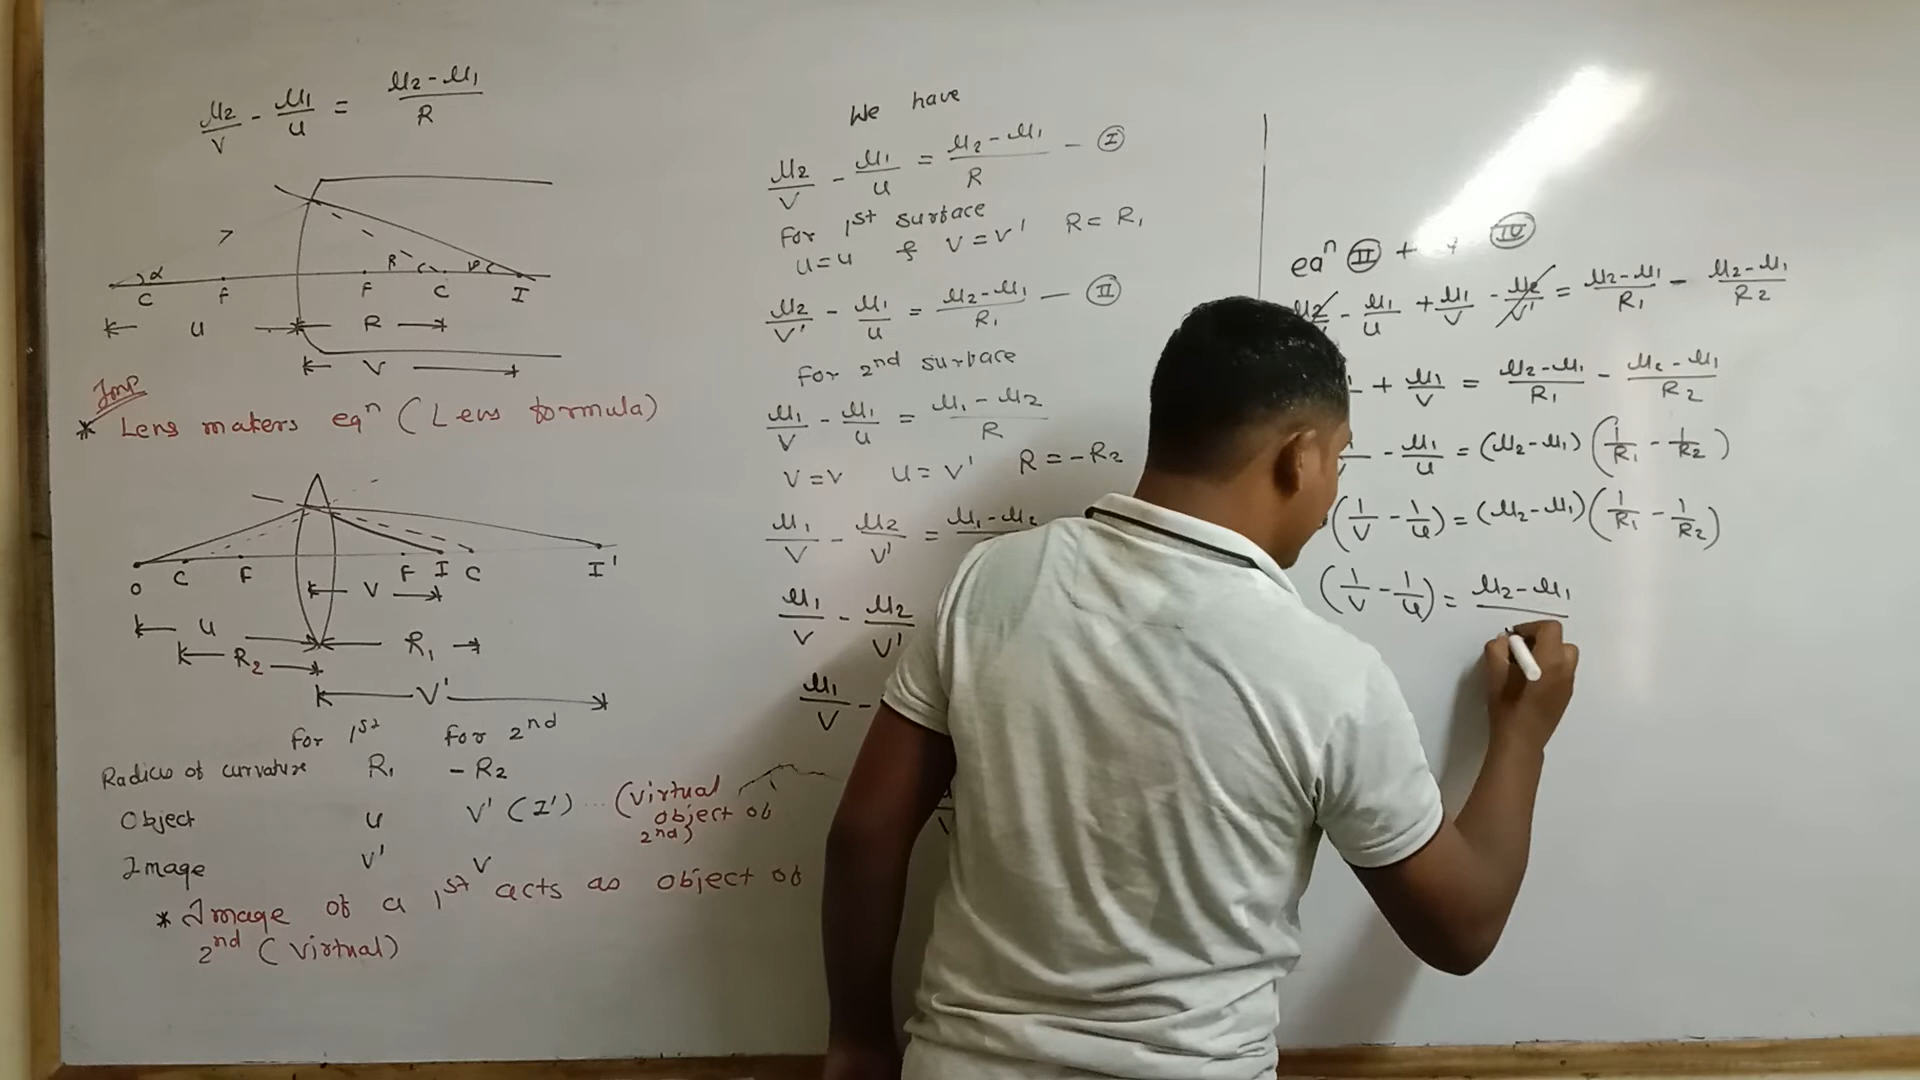 μ₂/v - μ₁/u = μ₂-μ₁/R
α
R
C F F C I
u R
v
Imp
* Lens makers eqⁿ (Lens formula)
O C F F I C I'
v
u R₁
R₂
v'
for 1st for 2nd
Radius of curvature R₁ - R₂
Object u v' (I') ... (virtual object of 2nd)
Image v' v
* Image of a 1st acts as object of
2nd (virtual)
We have
μ₂/v - μ₁/u = μ₂-μ₁/R - (I)
For 1st surface
u=u & v=v' R=R₁
μ₂/v' - μ₁/u = μ₂-μ₁/R₁ - (II)
For 2nd surface
μ₁/v - μ₁/u = μ₁-μ₂/R
v=v u=v' R=-R₂
μ₁/v - μ₂/v' = μ₁-μ₂
μ₁/v - μ₂/v'
μ₁/v -
eqⁿ (II) + (IV)
- μ₁/u + μ₁/v - μ₂/v' = μ₂-μ₁/R₁ - μ₂-μ₁/R₂
+ μ₁/v = μ₂-μ₁/R₁ - μ₂-μ₁/R₂
- μ₁/u = (μ₂-μ₁) (1/R₁ - 1/R₂)
(1/v - 1/u) = (μ₂-μ₁) (1/R₁ - 1/R₂)
(1/v - 1/u) = μ₂-μ₁